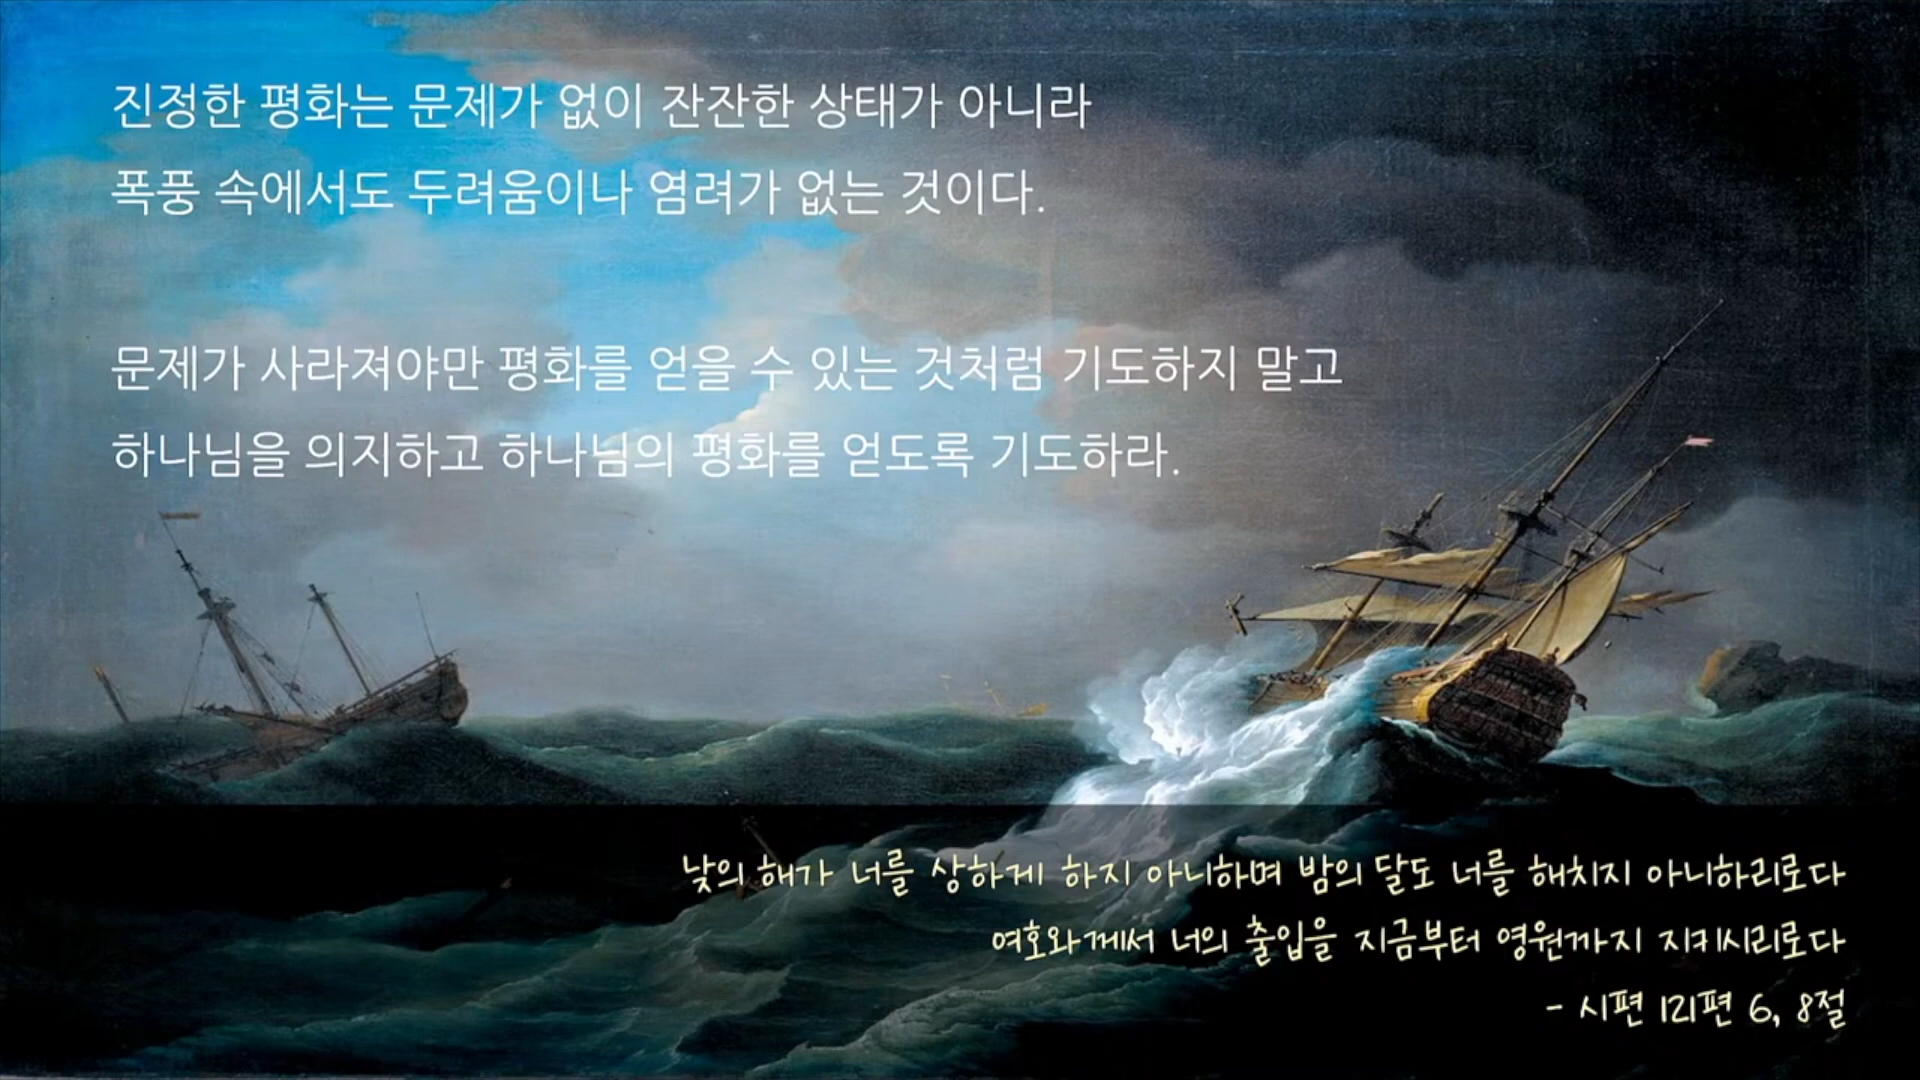 진정한 평화는 문제가 없이 잔잔한 상태가 아니라
폭풍 속에서도 두려움이나 염려가 없는 것이다.
문제가 사라져야만 평화를 얻을 수 있는 것처럼 기도하지 말고
하나님을 의지하고 하나님의 평화를 얻도록 기도하라.
낮의 해가 너를 상하게 하지 아니하며 밤의 달도 너를 해치지 아니하리로다
여호와께서 너의 출입을 지금부터 영원까지 지키시리로다
- 시편 121편 6, 8절